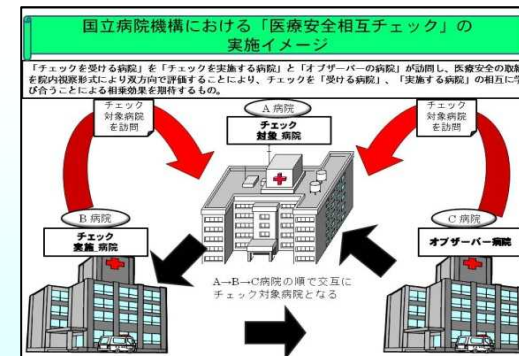 国立病院機構における「医療安全相互チェック」の
実施イメージ
「チェックを受ける病院」を「チェックを実施する病院」と「オブザーバーの病院」が訪問し、医療安全の取組
を院内視察形式により双方向で評価することにより、チェックを「受ける病院」、「実施する病院」の相互に学
び合うことによる相乗効果を期待するもの。
チェック
対象病院
を訪問
A 病院
チェック
対象 病院
チェック
対象病院
を訪問
B 病院
チェック
実施 病院
C 病院
オブザーバー病院
A→B→C病院の順で交互に
チェック対象病院となる